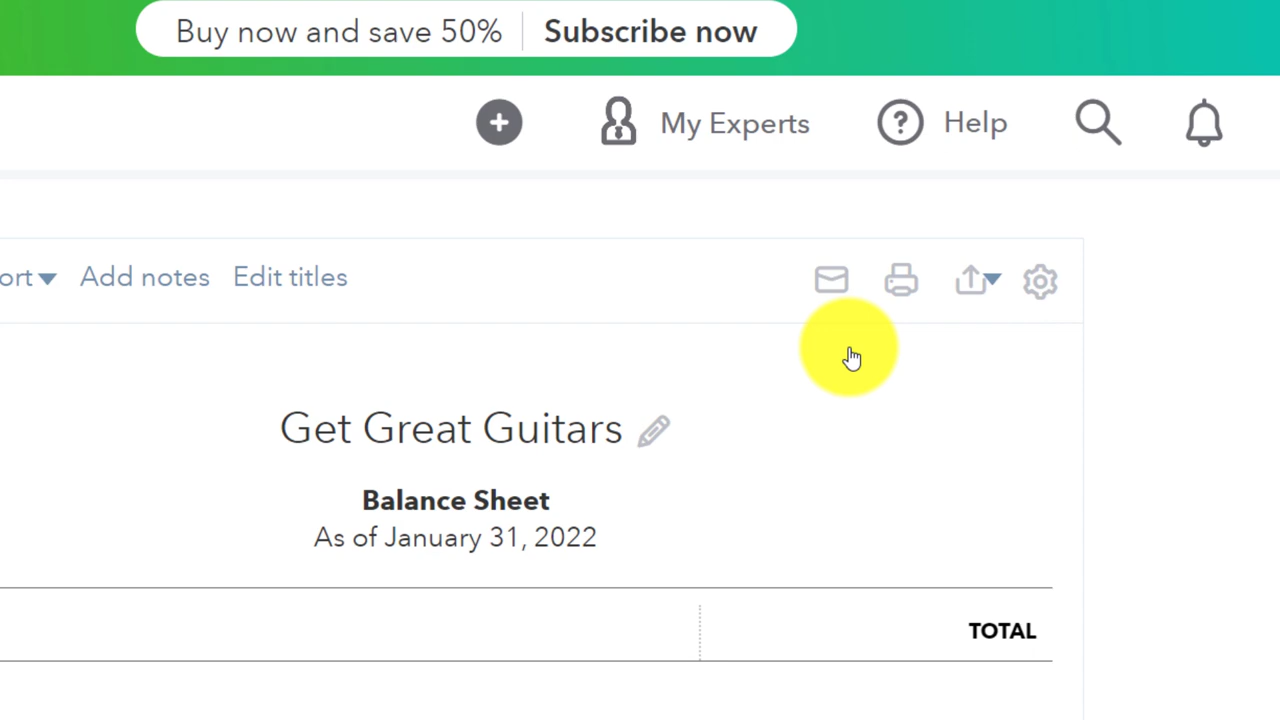 Buy now and save 50% Subscribe now
My Experts Help
ort Add notes Edit titles
Get Great Guitars
Balance Sheet
As of January 31, 2022
TOTAL